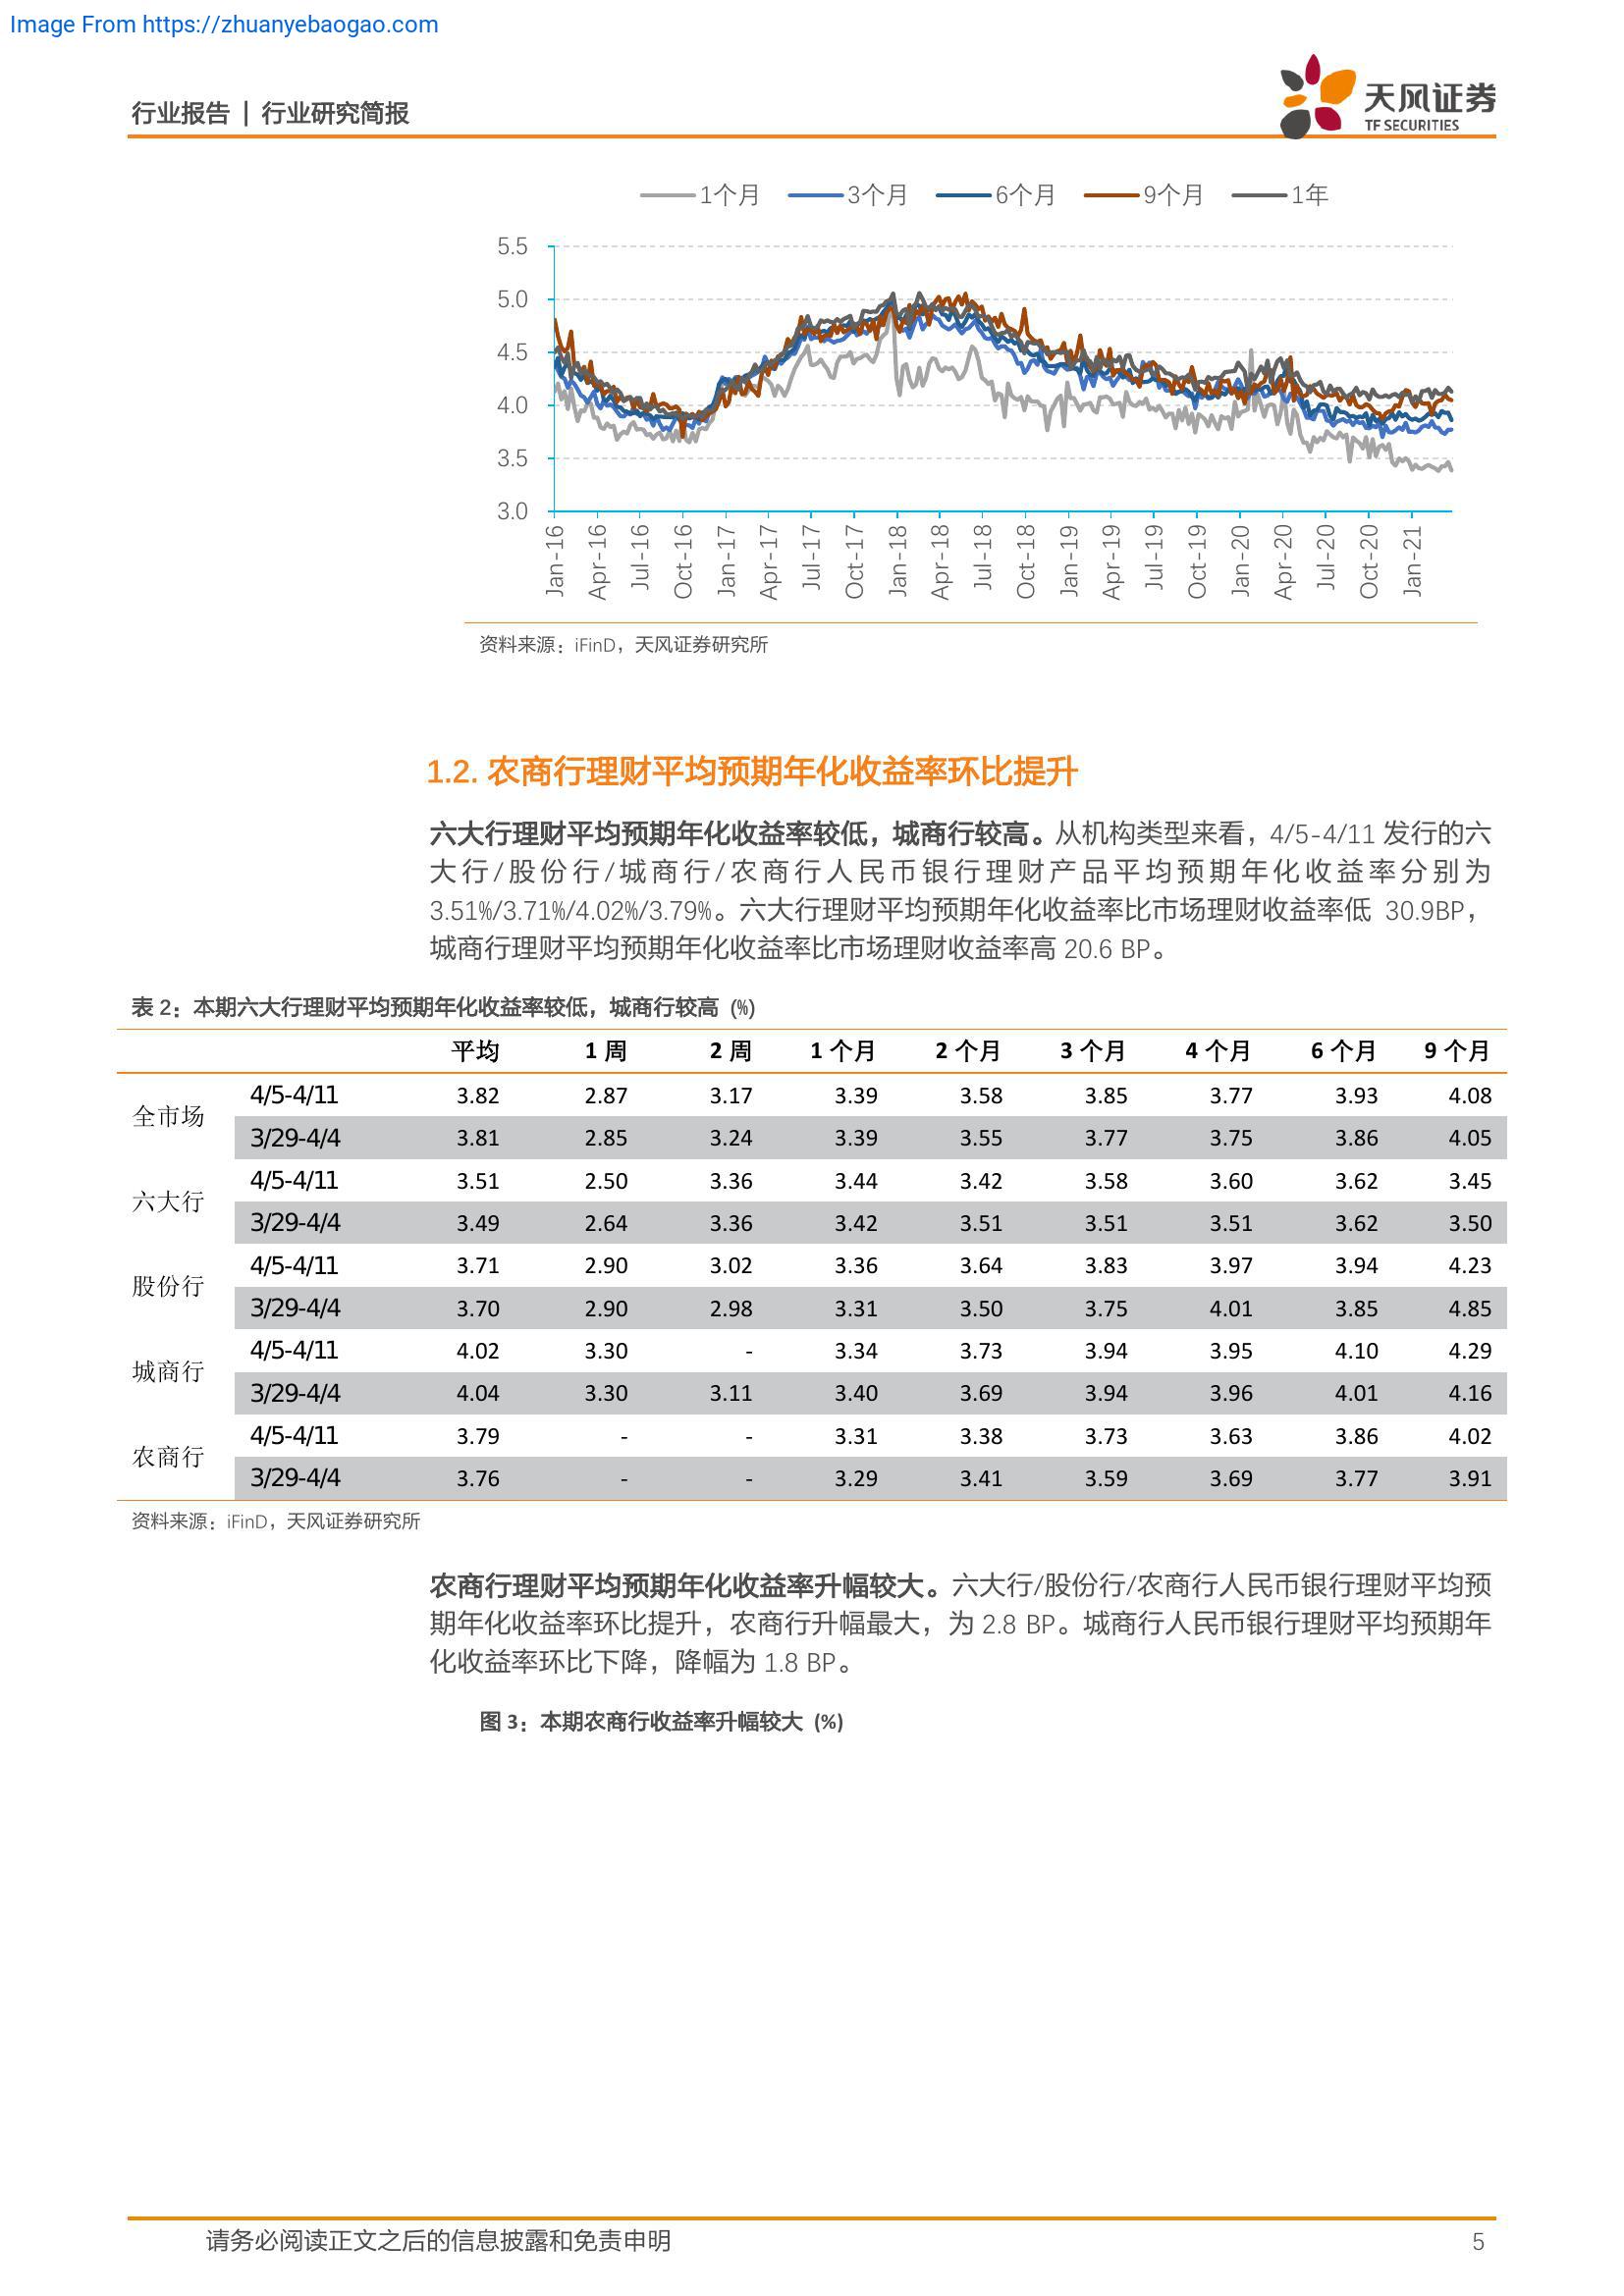 Image From https://zhuanyebaogao.com
行业报告 | 行业研究简报
天风证券
TF SECURITIES
1个月 3个月 6个月 9个月 1年
5.5
5.0
4.5
4.0
3.5
3.0
Jan-16 Apr-16 Jul-16 Oct-16 Jan-17 Apr-17 Jul-17 Oct-17 Jan-18 Apr-18 Jul-18 Oct-18 Jan-19 Apr-19 Jul-19 Oct-19 Jan-20 Apr-20 Jul-20 Oct-20 Jan-21
资料来源：iFinD，天风证券研究所
1.2. 农商行理财平均预期年化收益率环比提升
六大行理财平均预期年化收益率较低，城商行较高。从机构类型来看，4/5-4/11 发行的六
大行/股份行/城商行/农商行人民币银行理财产品平均预期年化收益率分别为
3.51%/3.71%/4.02%/3.79%。六大行理财平均预期年化收益率比市场理财收益率低 30.9BP，
城商行理财平均预期年化收益率比市场理财收益率高 20.6 BP。
表 2：本期六大行理财平均预期年化收益率较低，城商行较高（%）
平均 1 周 2 周 1 个月 2 个月 3 个月 4 个月 6 个月 9 个月
全市场 4/5-4/11 3.82 2.87 3.17 3.39 3.58 3.85 3.77 3.93 4.08
3/29-4/4 3.81 2.85 3.24 3.39 3.55 3.77 3.75 3.86 4.05
六大行 4/5-4/11 3.51 2.50 3.36 3.44 3.42 3.58 3.60 3.62 3.45
3/29-4/4 3.49 2.64 3.36 3.42 3.51 3.51 3.51 3.62 3.50
股份行 4/5-4/11 3.71 2.90 3.02 3.36 3.64 3.83 3.97 3.94 4.23
3/29-4/4 3.70 2.90 2.98 3.31 3.50 3.75 4.01 3.85 4.85
城商行 4/5-4/11 4.02 3.30 - 3.34 3.73 3.94 3.95 4.10 4.29
3/29-4/4 4.04 3.30 3.11 3.40 3.69 3.94 3.96 4.01 4.16
农商行 4/5-4/11 3.79 - - 3.31 3.38 3.73 3.63 3.86 4.02
3/29-4/4 3.76 - - 3.29 3.41 3.59 3.69 3.77 3.91
资料来源：iFinD，天风证券研究所
农商行理财平均预期年化收益率升幅较大。六大行/股份行/农商行人民币银行理财平均预
期年化收益率环比提升，农商行升幅最大，为 2.8 BP。城商行人民币银行理财平均预期年
化收益率环比下降，降幅为 1.8 BP。
图 3：本期农商行收益率升幅较大（%）
请务必阅读正文之后的信息披露和免责申明 5